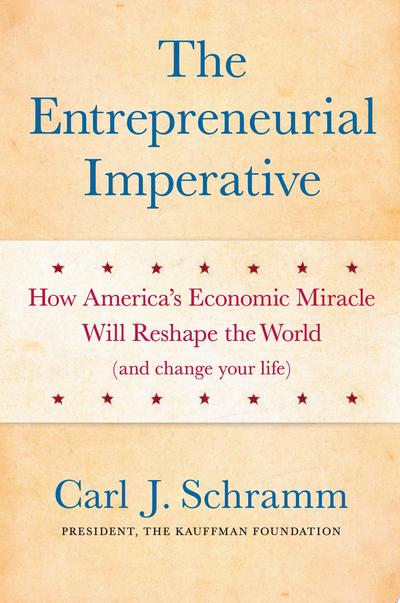 The
Entrepreneurial
Imperative
How America's Economic Miracle
Will Reshape the World
(and change your life)
Carl J. Schramm
PRESIDENT, THE KAUFFMAN FOUNDATION